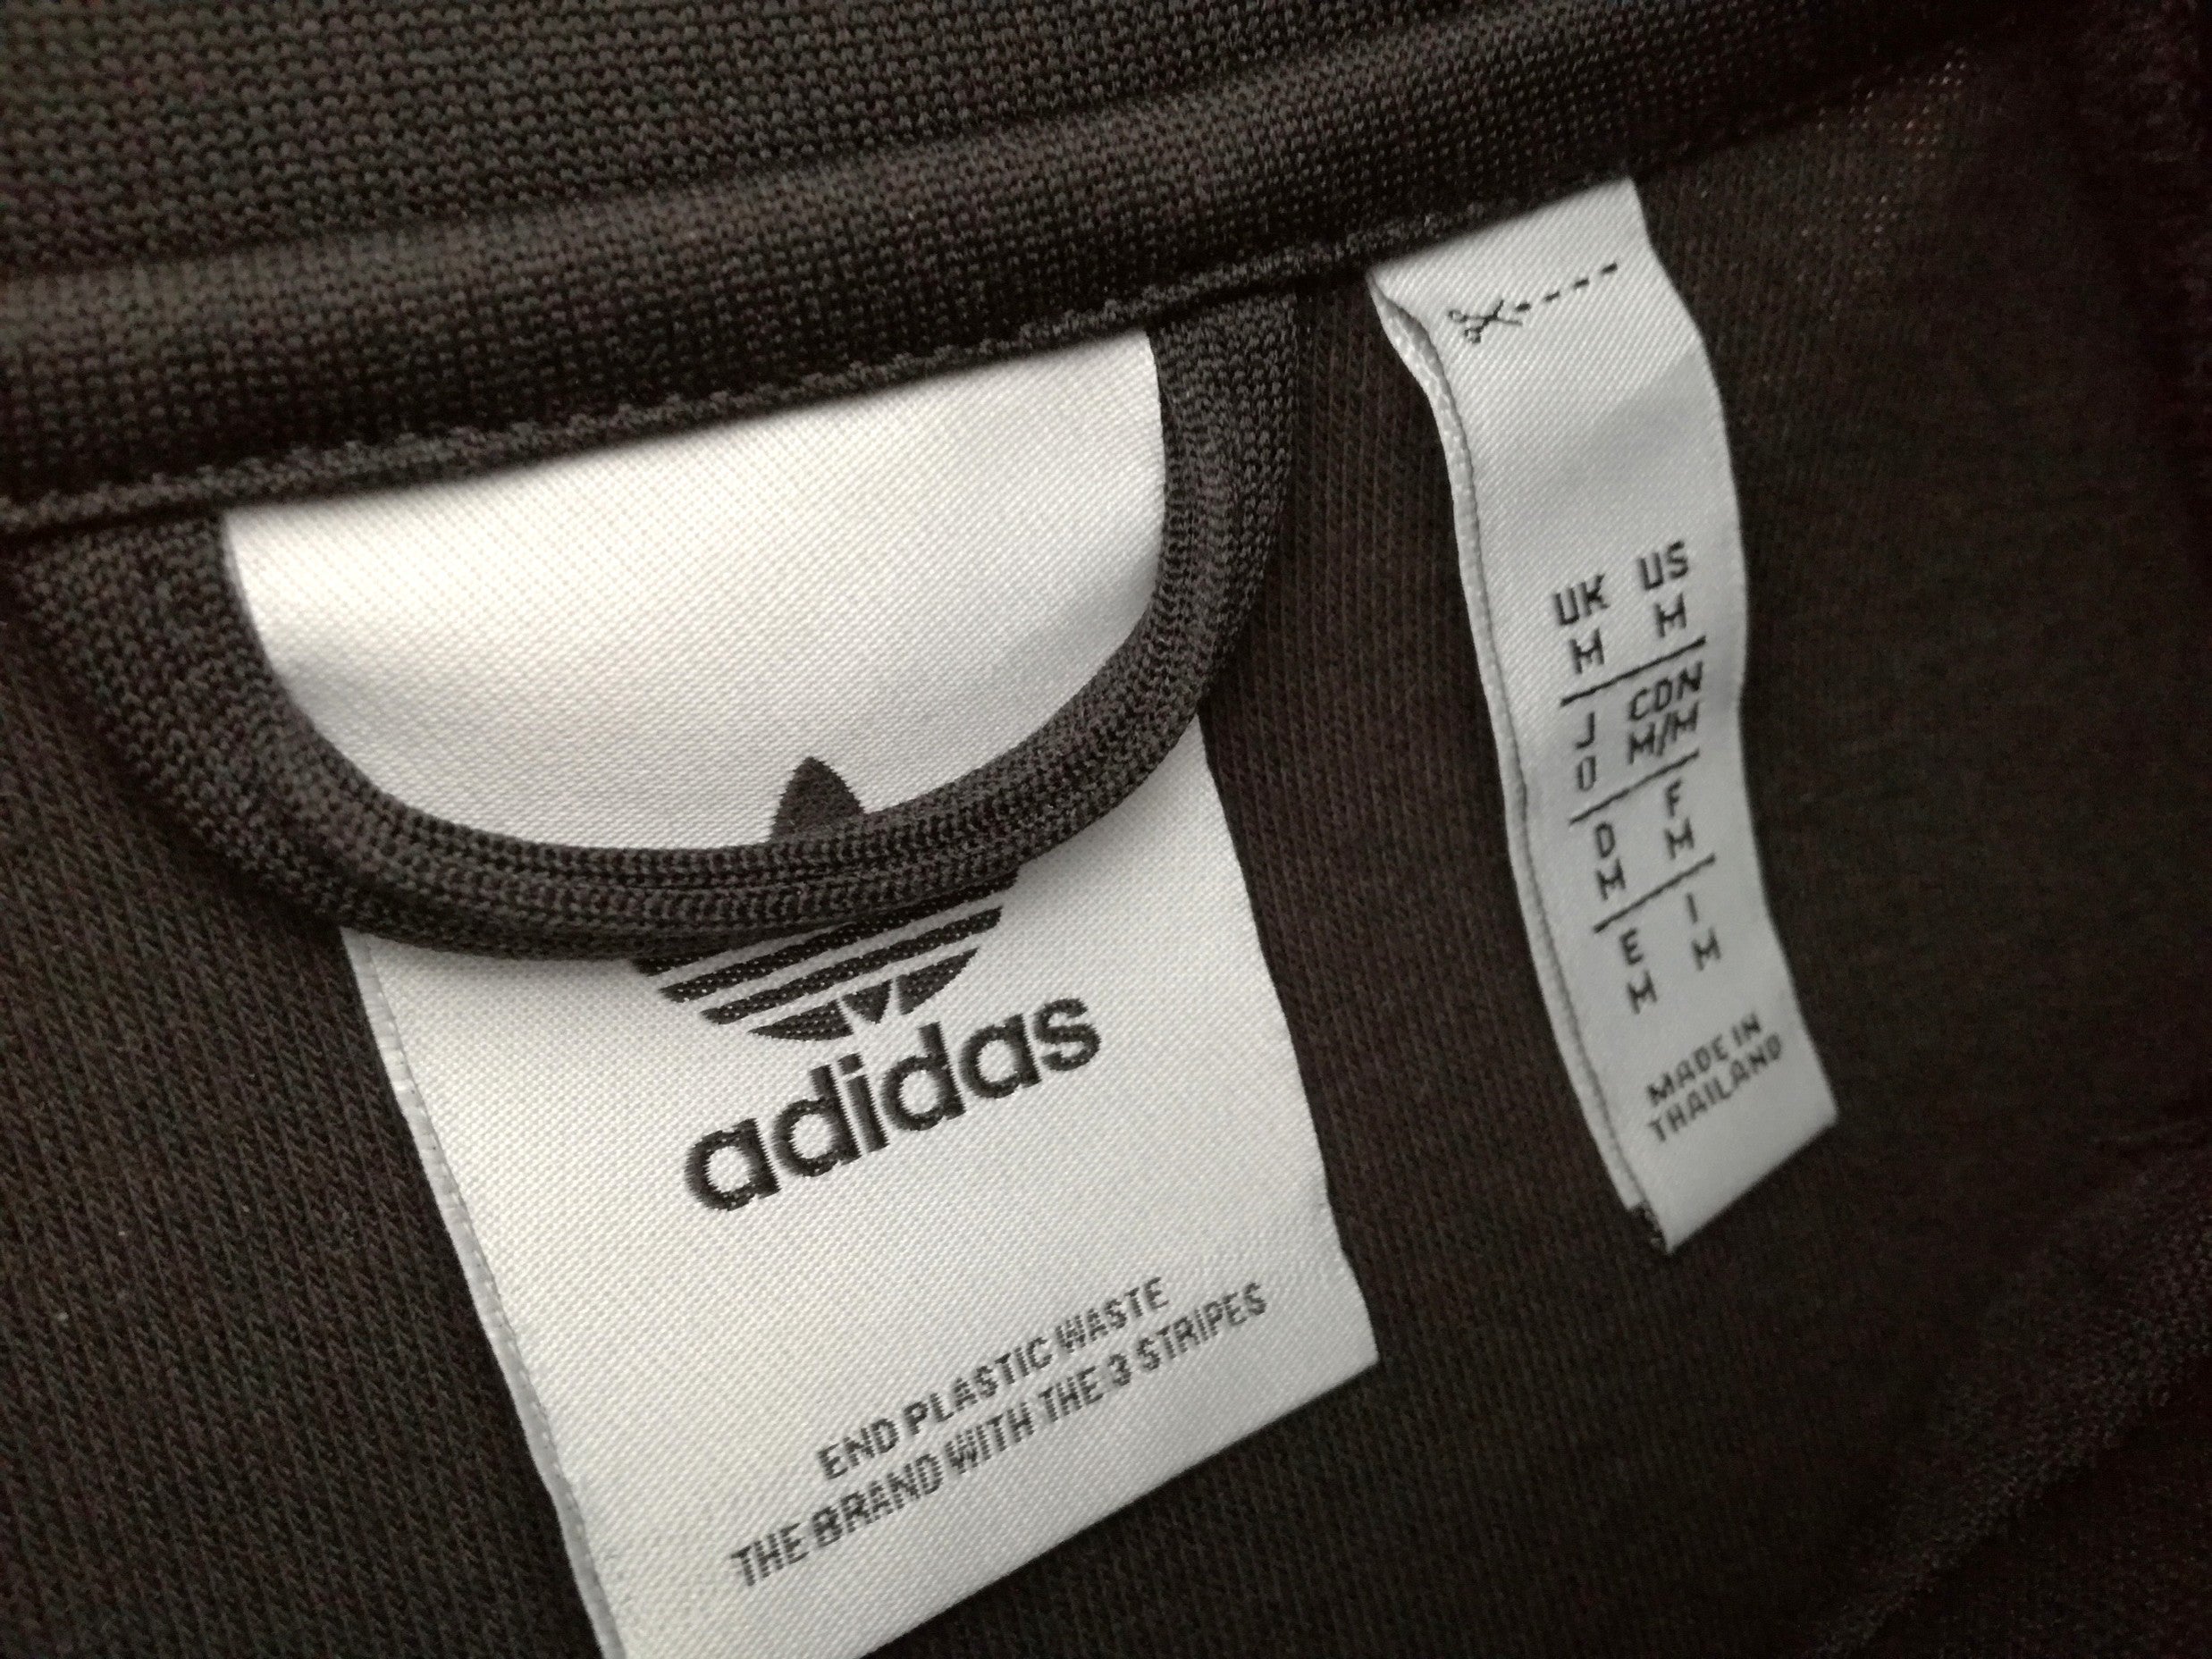 adidas
END PLASTIC WASTE
THE BRAND WITH THE 3 STRIPES
UK US
M M
J CDN
O M/M
D F
M M
E I
M M
MADE IN
THAILAND